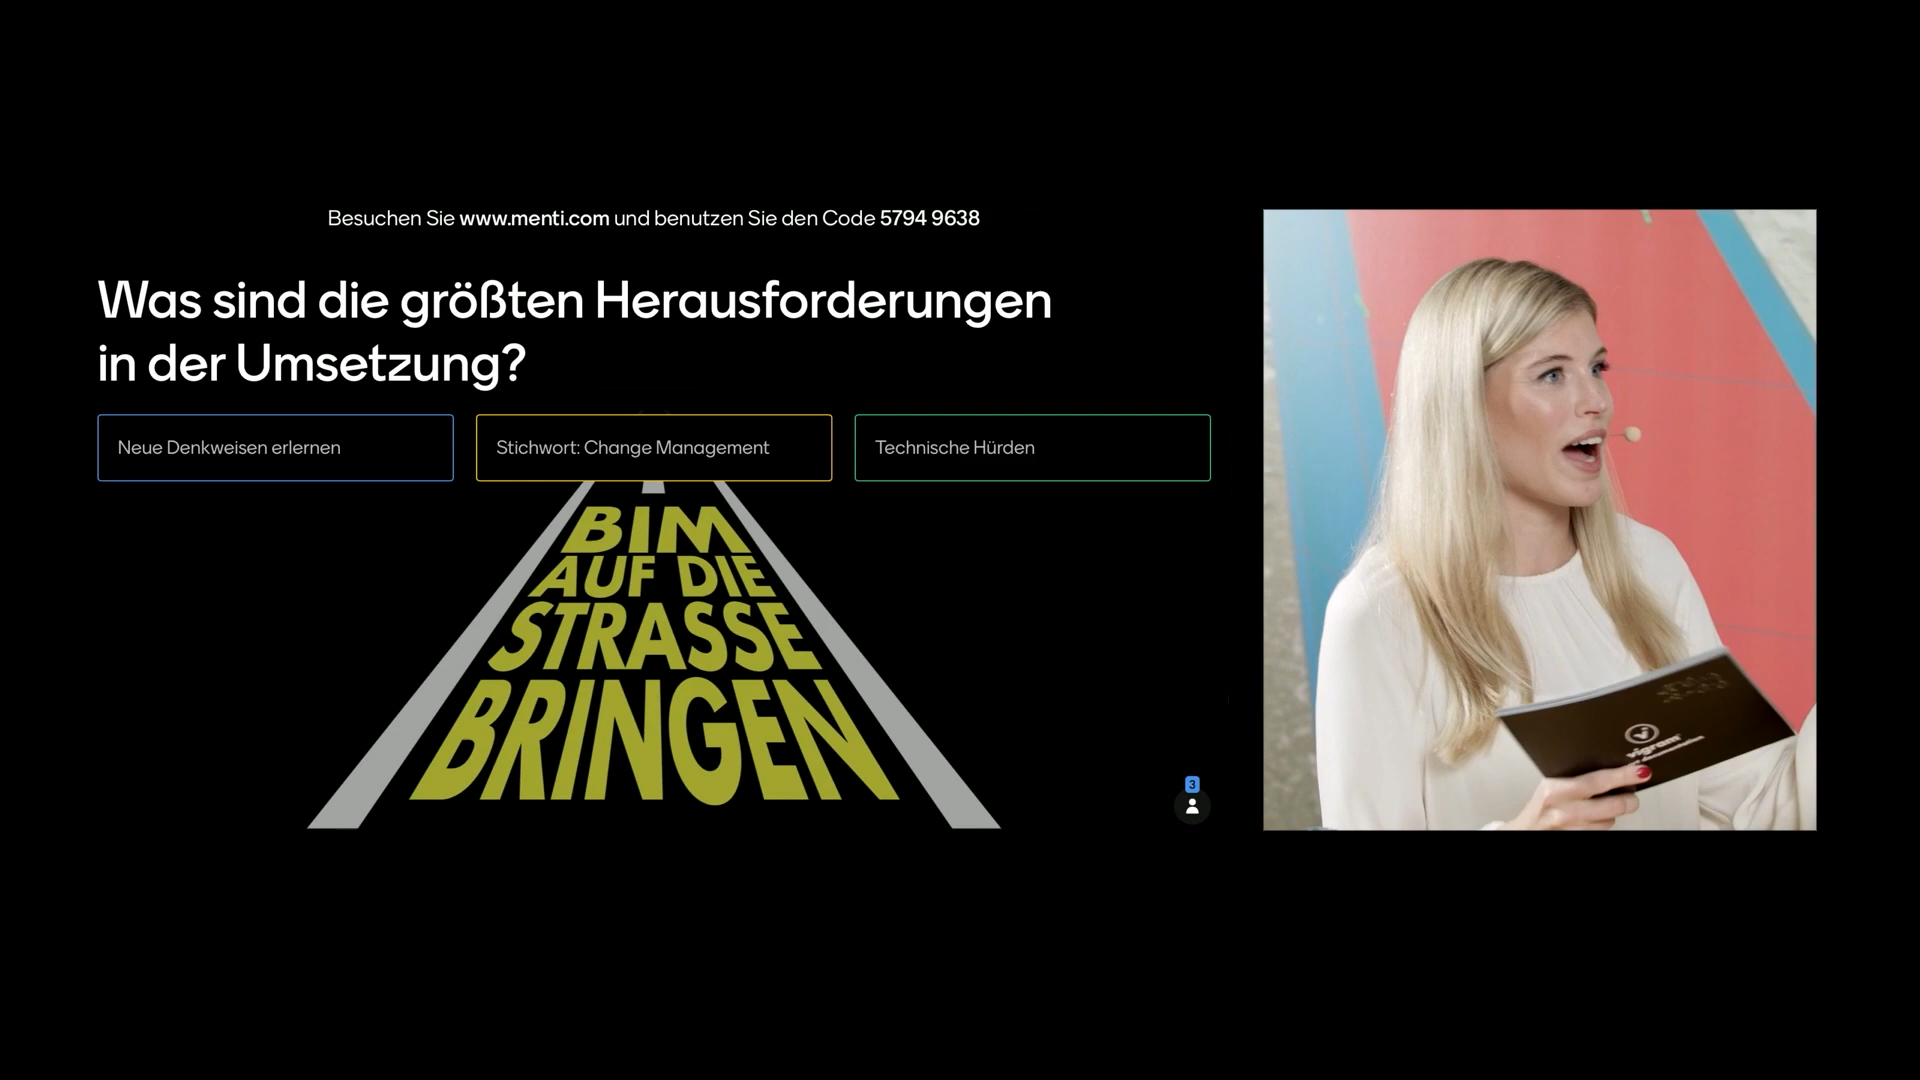 Besuchen Sie www.menti.com und benutzen Sie den Code 5794 9638
Was sind die größten Herausforderungen
in der Umsetzung?
Neue Denkweisen erlernen
Stichwort: Change Management
Technische Hürden
BIM
AUF DIE
STRASSE
BRINGEN
3
vigram